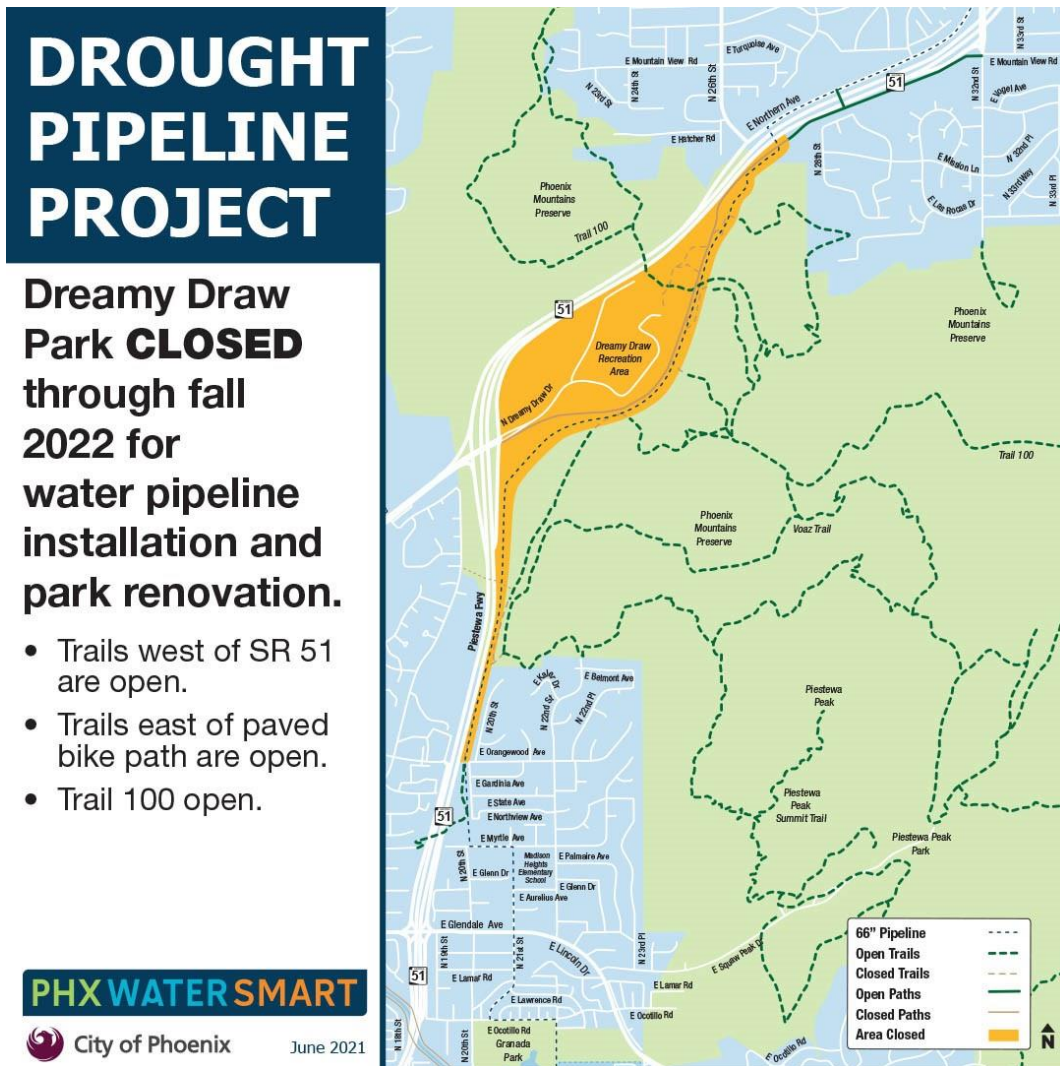 DROUGHT
PIPELINE
PROJECT
Dreamy Draw
Park CLOSED
through fall
2022 for
water pipeline
installation and
park renovation.
• Trails west of SR 51
are open.
• Trails east of paved
bike path are open.
• Trail 100 open.
PHX WATER SMART
City of Phoenix
June 2021
N 33rd St
E Turquoise Ave
E Mountain View Rd
N 24th St
N 26th St
N 23rd St
51
N 32nd St
E Mountain View Rd
E Vogel Ave
E Northern Ave
E Hatcher Rd
N 28th St
N 32nd Pl
E Mission Ln
N 33rd Way
N 33rd Pl
E Las Rocas Dr
Phoenix
Mountains
Preserve
Trail 100
51
Phoenix
Mountains
Preserve
Dreamy Draw
Recreation
Area
N Dreamy Draw Dr
Trail 100
Phoenix
Mountains
Preserve
Voaz Trail
Piestewa Fwy
E Kaler Dr
E Belmont Ave
N 20th St
N 22nd St
N 22nd Pl
Piestewa
Peak
E Orangewood Ave
E Gardinia Ave
E State Ave
E Northview Ave
51
E Myrtle Ave
Piestewa
Peak
Summit Trail
Piestewa Peak
Park
N 20th St
Madison
Heights
Elementary
School
E Palmaire Ave
E Glenn Dr
E Glenn Dr
E Aurelius Ave
E Glendale Ave
N 19th St
N 21st St
E Lincoln Dr
N 23rd Pl
E Squaw Peak D
51
E Lamar Rd
E Lamar Rd
E Lawrence Rd
E Ocotillo Rd
N 18th St
N 20th St
E Ocotillo Rd
Granada
Park
E Ocotillo Rd
66" Pipeline
Open Trails
Closed Trails
Open Paths
Closed Paths
Area Closed
N